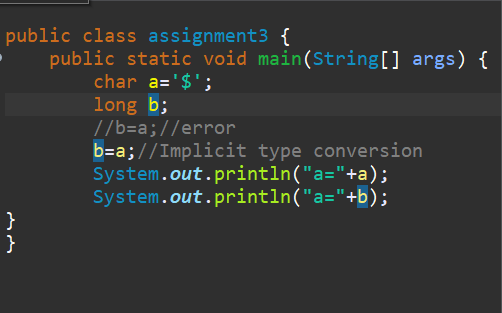 public class assignment3 {
public static void main(String[] args) {
char a='$';
long b;
//b=a;//error
b=a;//Implicit type conversion
System.out.println("a="+a);
System.out.println("a="+b);
}
}